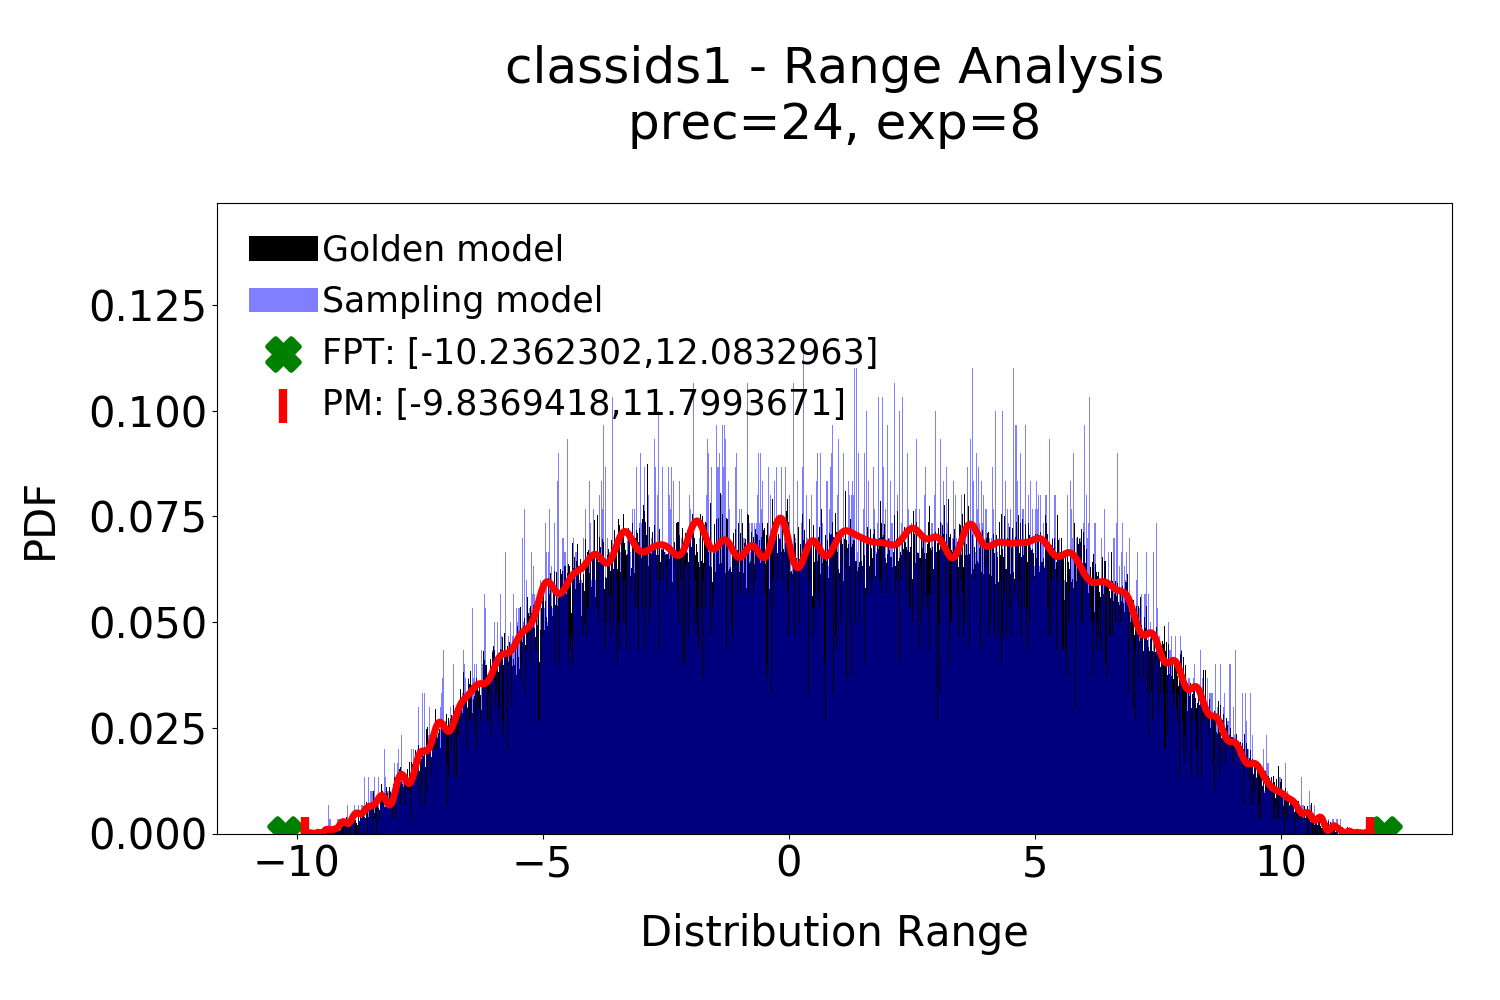 classids1 - Range Analysis
prec=24, exp=8
Golden model
Sampling model
FPT: [-10.2362302,12.0832963]
PM: [-9.8369418,11.7993671]
PDF
0.125
0.100
0.075
0.050
0.025
0.000
−10
−5
0
5
10
Distribution Range